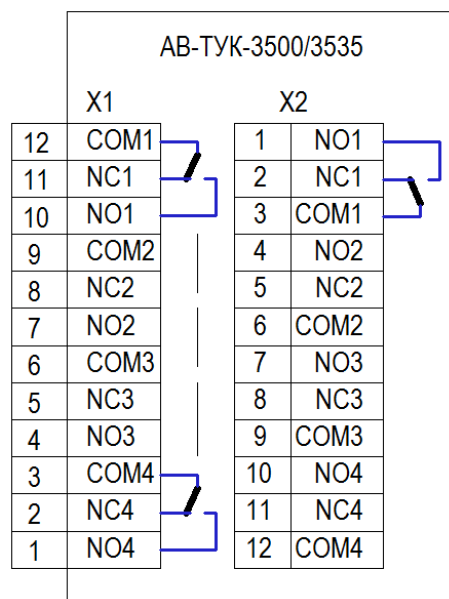 АВ-ТУК-3500/3535
X1 X2
12 COM1 1 NO1
11 NC1 2 NC1
10 NO1 3 COM1
9 COM2 4 NO2
8 NC2 5 NC2
7 NO2 6 COM2
6 COM3 7 NO3
5 NC3 8 NC3
4 NO3 9 COM3
3 COM4 10 NO4
2 NC4 11 NC4
1 NO4 12 COM4